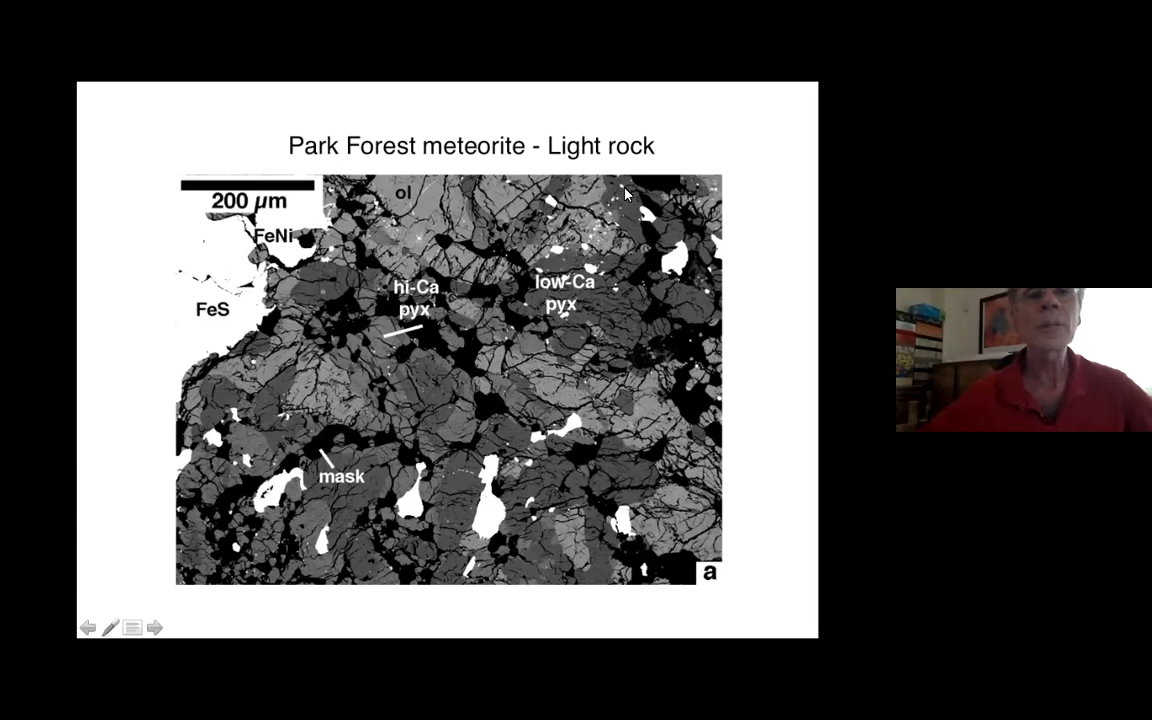 Park Forest meteorite - Light rock
200 µm
ol
FeNi
hi-Ca
pyx
low-Ca
pyx
FeS
mask
a